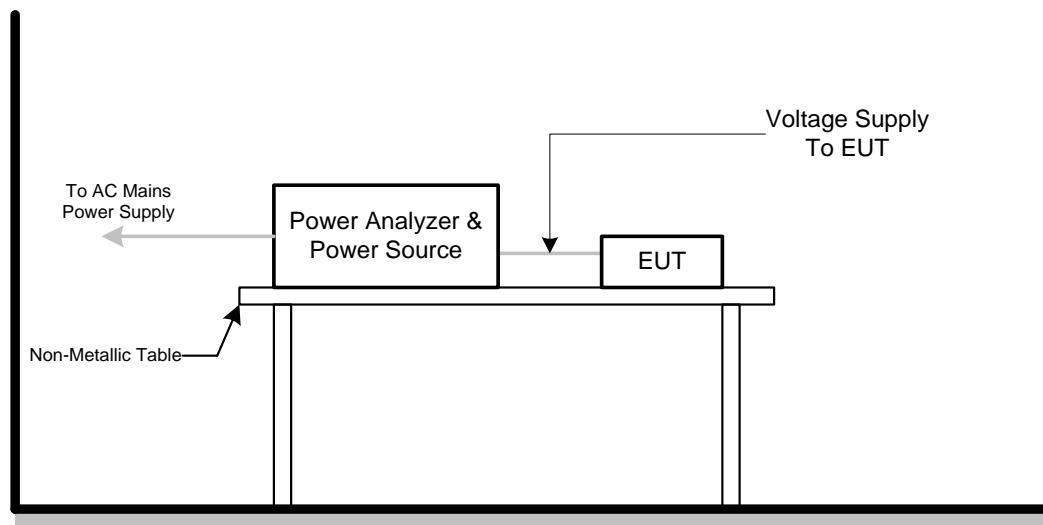 Voltage Supply
To EUT
To AC Mains
Power Supply
Power Analyzer &
Power Source
EUT
Non-Metallic Table